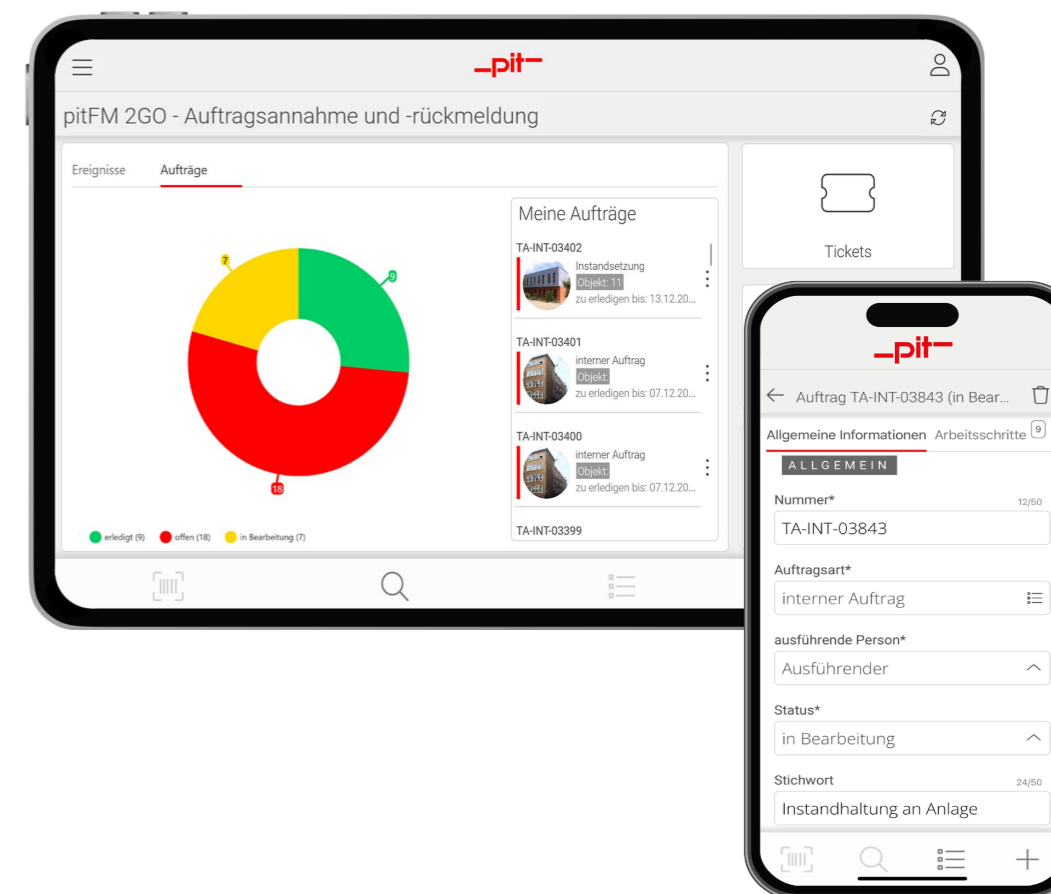 _pit‾
pitFM 2GO - Auftragsannahme und -rückmeldung
Ereignisse Aufträge
7
9
18
erledigt (9) offen (18) in Bearbeitung (7)
Meine Aufträge
TA-INT-03402
Instandsetzung
Objekt: 11
zu erledigen bis: 13.12.20...
TA-INT-03401
interner Auftrag
Objekt:
zu erledigen bis: 07.12.20...
TA-INT-03400
interner Auftrag
Objekt:
zu erledigen bis: 07.12.20...
TA-INT-03399
Tickets
_pit‾
Auftrag TA-INT-03843 (in Bear...
Allgemeine Informationen Arbeitsschritte 9
ALLGEMEIN
Nummer* 12/50
TA-INT-03843
Auftragsart*
interner Auftrag
ausführende Person*
Ausführender
Status*
in Bearbeitung
Stichwort 24/50
Instandhaltung an Anlage